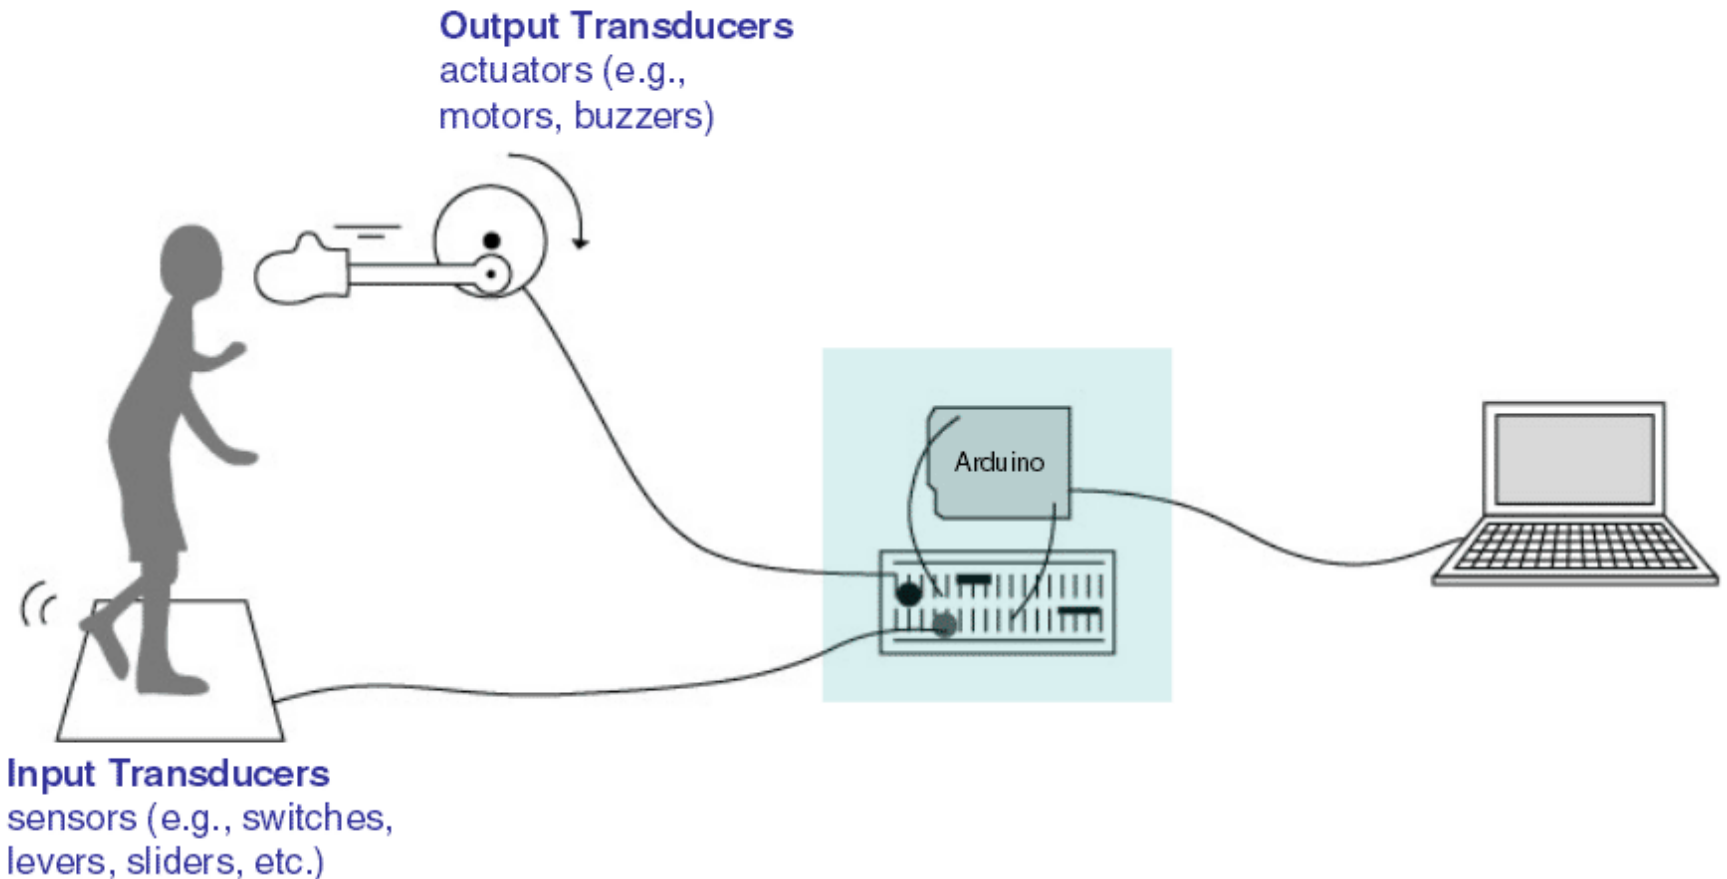 Output Transducers
actuators (e.g.,
motors, buzzers)
Arduino
Input Transducers
sensors (e.g., switches,
levers, sliders, etc.)